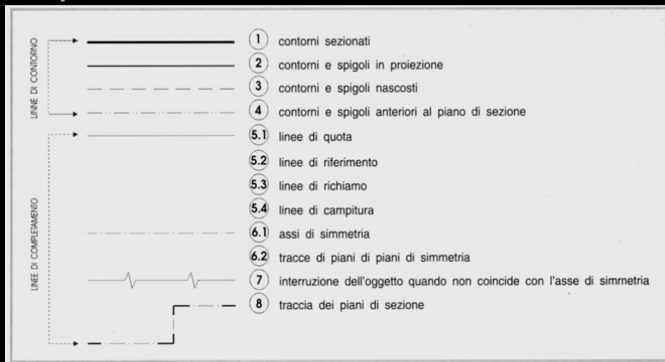 LINNE DI CONTORNO
1 contorni sezionati
2 contorni e spigoli in proiezione
3 contorni e spigoli nascosti
4 contorni e spigoli anteriori al piano di sezione
LINEE DI COMPLETAMENTO
5.1 linee di quota
5.2 linee di riferimento
5.3 linee di richiamo
5.4 linee di campitura
6.1 assi di simmetria
6.2 tracce di piani di piani di simmetria
7 interruzione dell'oggetto quando non coincide con l'asse di simmetria
8 traccia dei piani di sezione